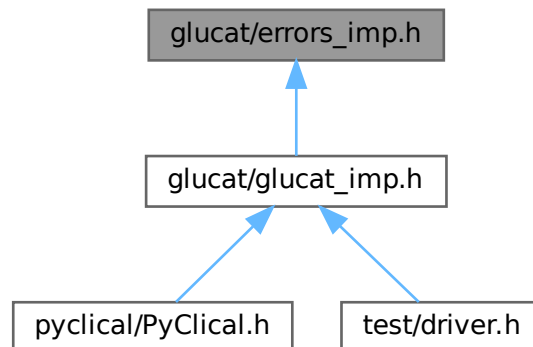 glucat/errors_imp.h
glucat/glucat_imp.h
pyclical/PyClical.h
test/driver.h